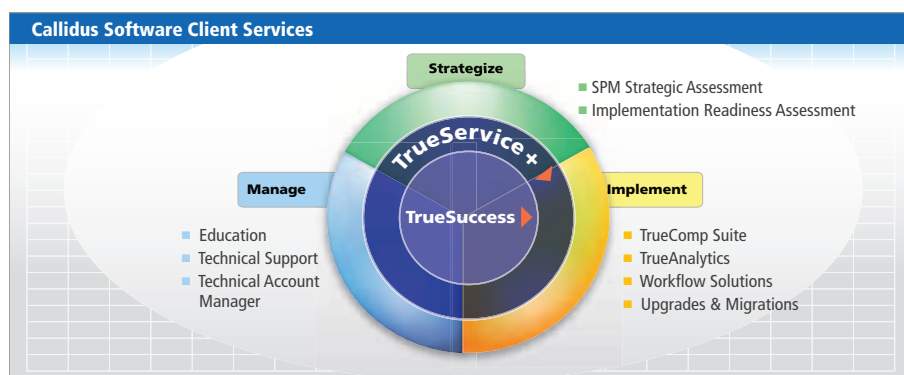 Callidus Software Client Services
Strategize
SPM Strategic Assessment
Implementation Readiness Assessment
TrueService+
Manage
Implement
TrueSuccess
Education
Technical Support
Technical Account
Manager
TrueComp Suite
TrueAnalytics
Workflow Solutions
Upgrades & Migrations